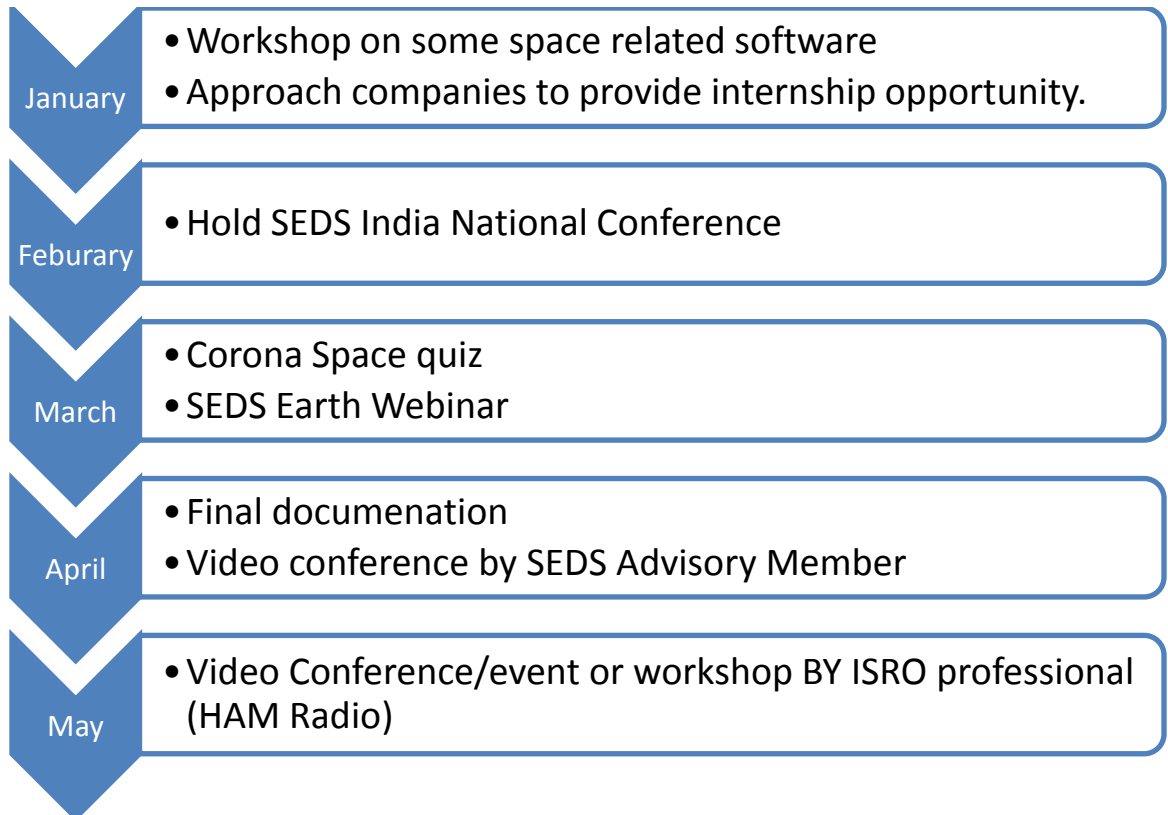 January
• Workshop on some space related software
• Approach companies to provide internship opportunity.
Feburary
• Hold SEDS India National Conference
March
• Corona Space quiz
• SEDS Earth Webinar
April
• Final documenation
• Video conference by SEDS Advisory Member
May
• Video Conference/event or workshop BY ISRO professional
(HAM Radio)